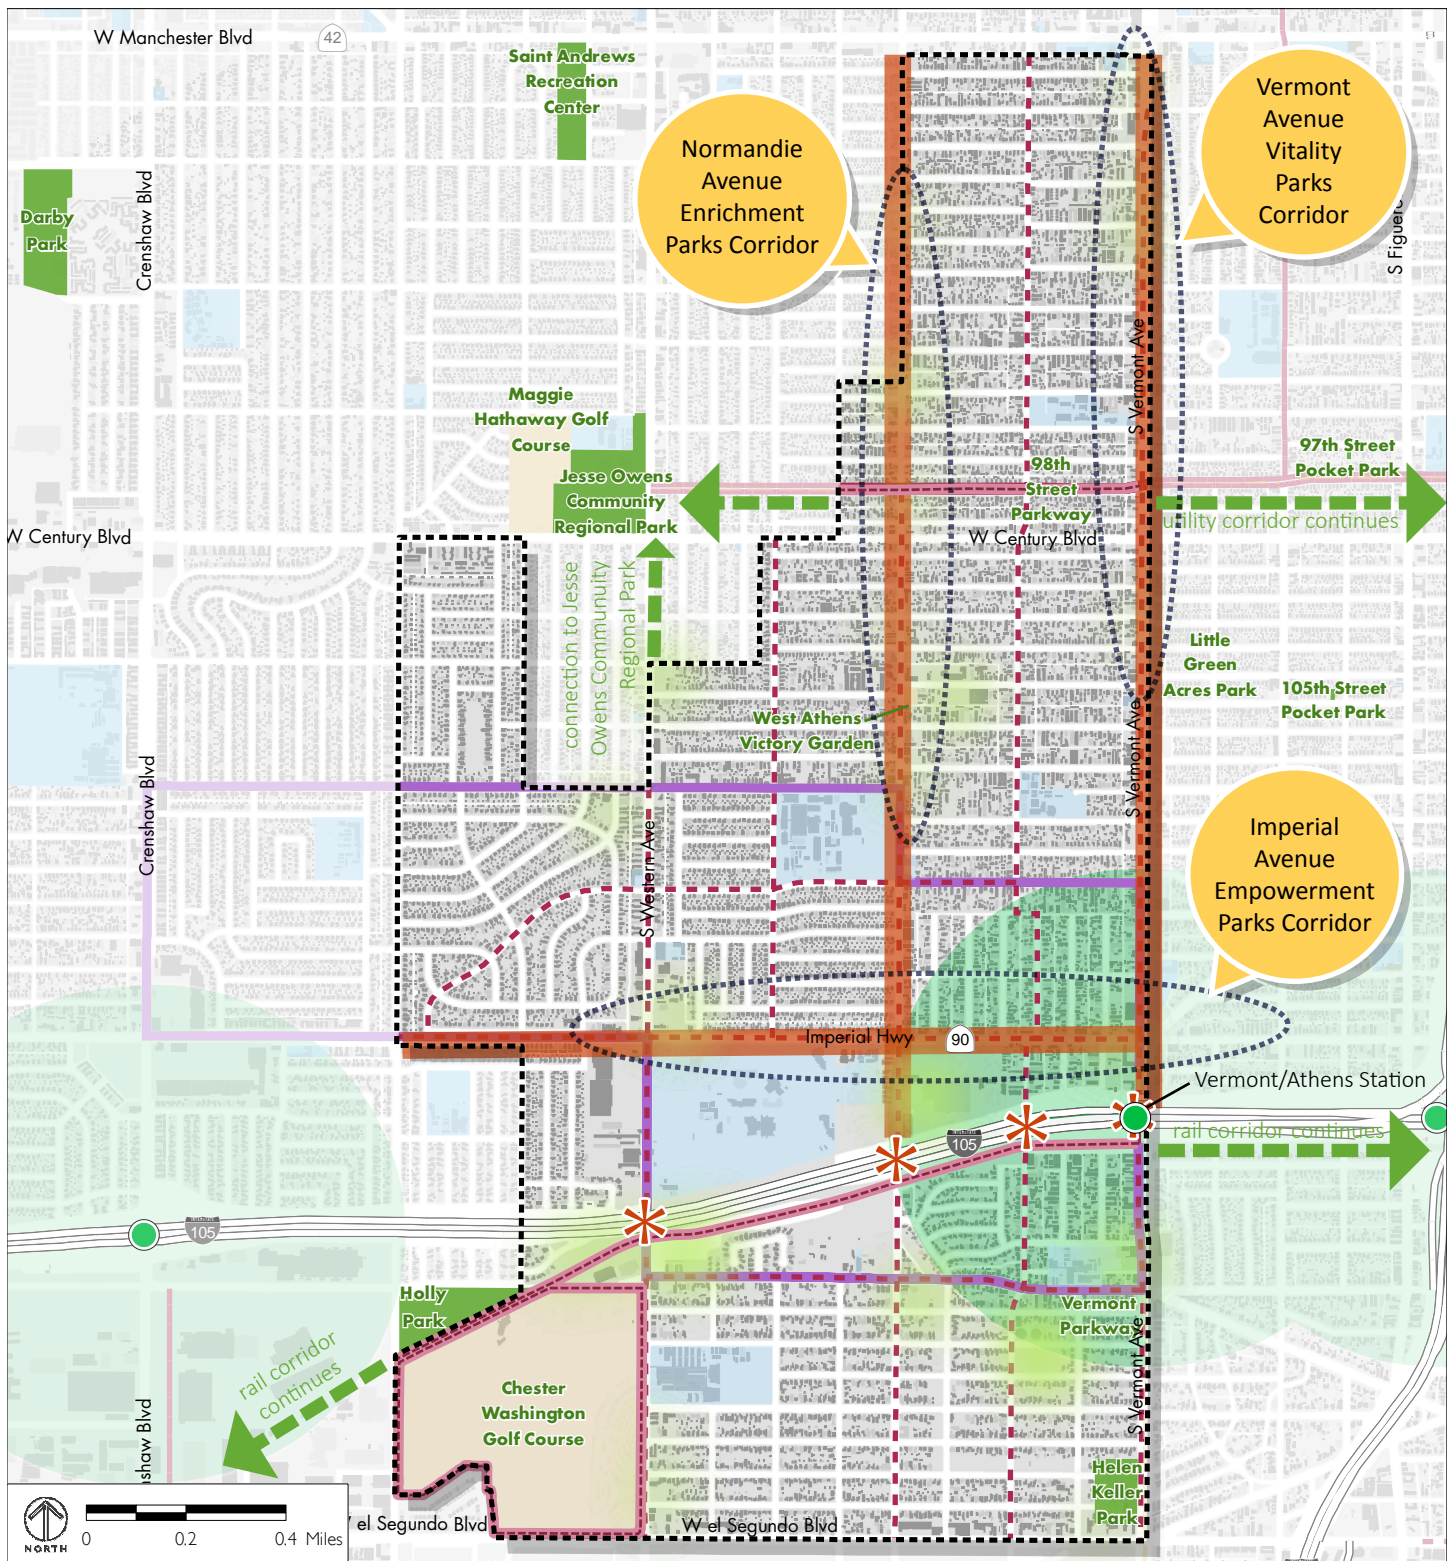 W Manchester Blvd
42
Saint Andrews
Recreation
Center
Vermont
Avenue
Vitality
Parks
Corridor
Normandie
Avenue
Enrichment
Parks Corridor
Darby
Park
Crenshaw Blvd
S Figuero
S Vermont Ave
Maggie
Hathaway Golf
Course
97th Street
Pocket Park
98th
Street
Parkway
Jesse Owens
Community
Regional Park
utility corridor continues
W Century Blvd
W Century Blvd
connection to Jesse
Owens Communuity
Regional Park
Little
Green
Acres Park
105th Street
Pocket Park
West Athens
Victory Garden
S Vermont Ave
Crenshaw Blvd
S Western Ave
Imperial
Avenue
Empowerment
Parks Corridor
Imperial Hwy
90
Vermont/Athens Station
rail corridor continues
INTERSTATE
105
INTERSTATE
105
Holly
Park
Vermont
Parkway
rail corridor
continues
S Vermont Ave
Chester
Washington
Golf Course
nshaw Blvd
Helen
Keller
Park
W el Segundo Blvd
W el Segundo Blvd
NORTH
0 0.2 0.4 Miles